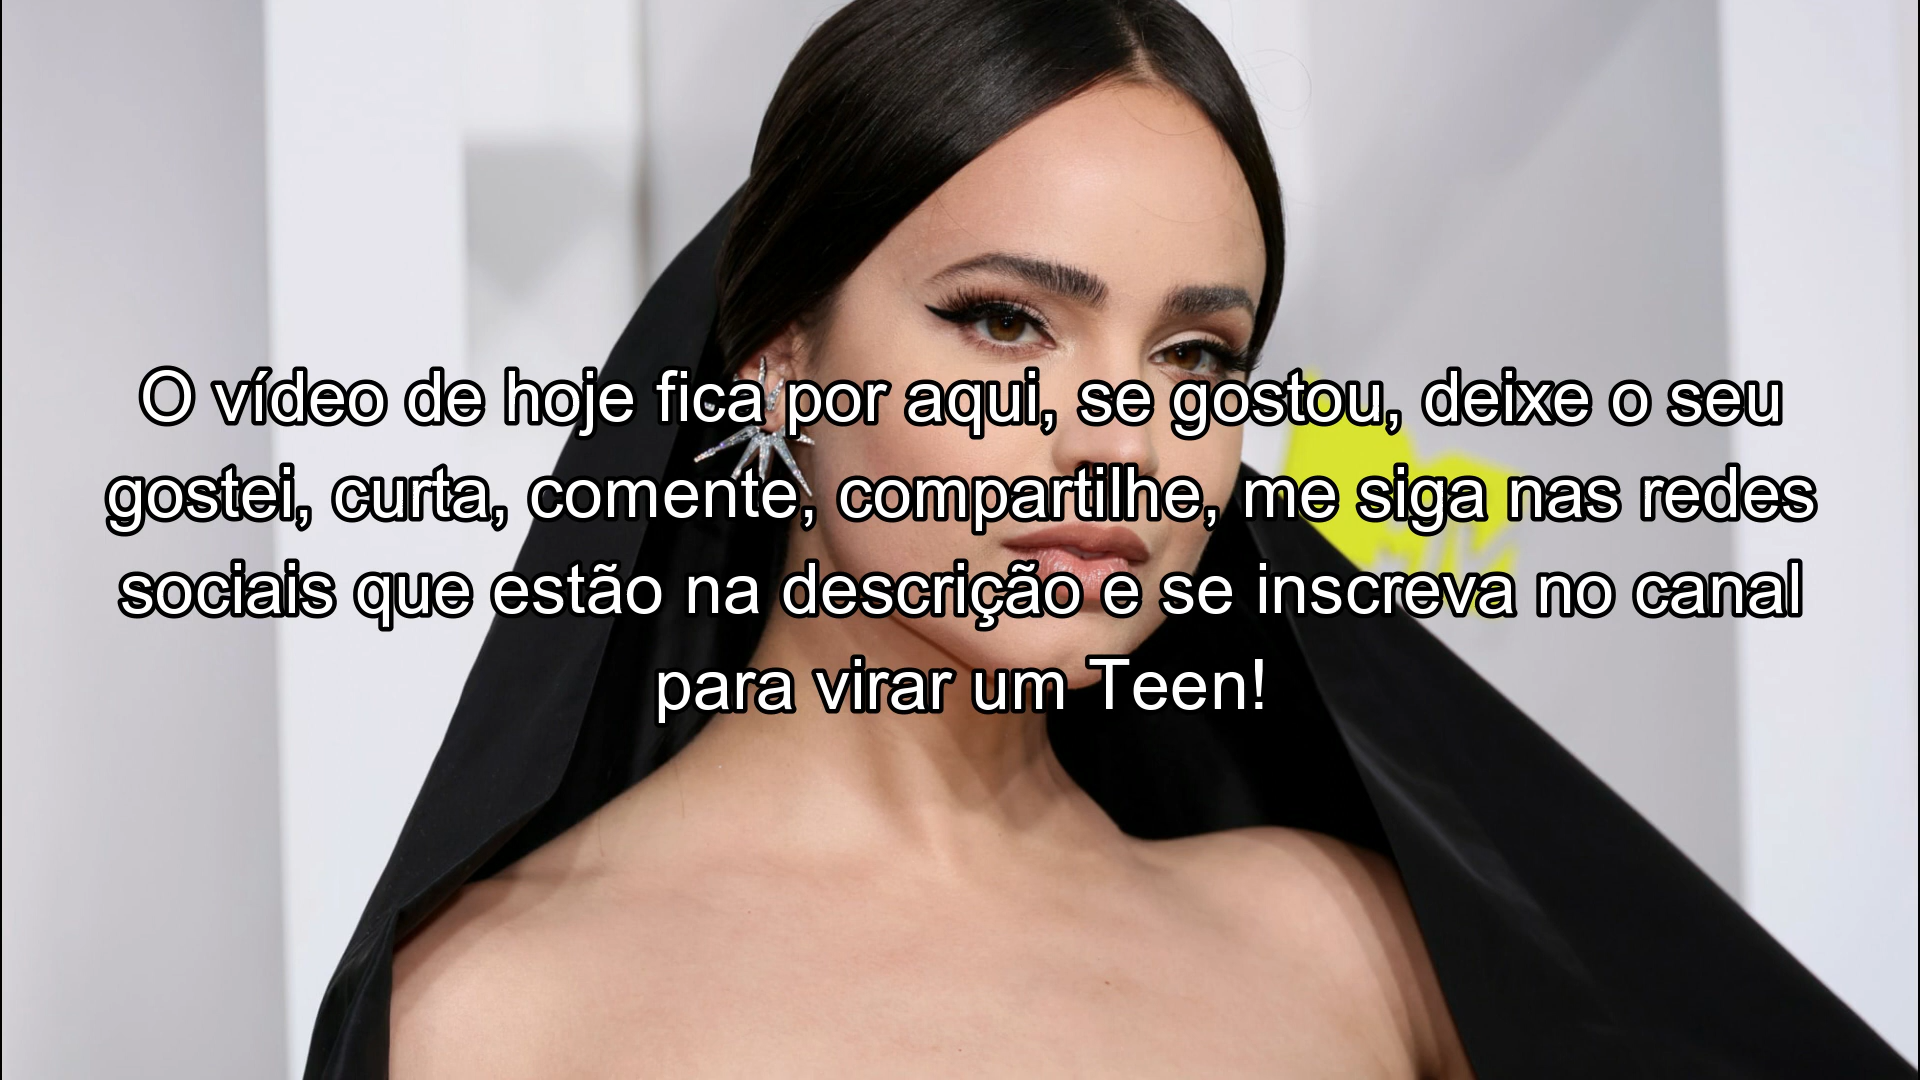 O vídeo de hoje fica por aqui, se gostou, deixe o seu
gostei, curta, comente, compartilhe, me siga nas redes
sociais que estão na descrição e se inscreva no canal
para virar um Teen!